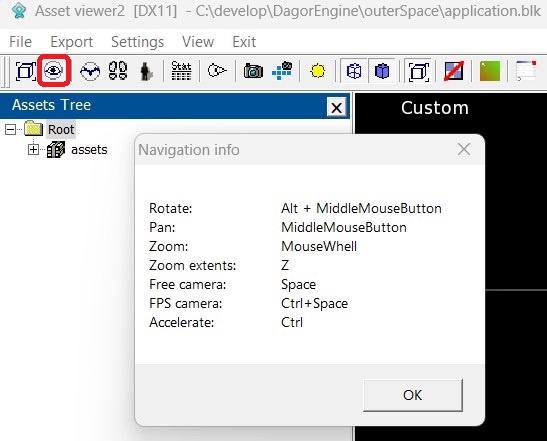 Asset viewer2 [DX11] - C:\develop\DagorEngine\outerSpace\application.blk
File Export Settings View Exit
Stat
Assets Tree
Custom
Root
assets
Navigation info
Rotate: Alt + MiddleMouseButton
Pan: MiddleMouseButton
Zoom: MouseWhell
Zoom extents: Z
Free camera: Space
FPS camera: Ctrl+Space
Accelerate: Ctrl
OK